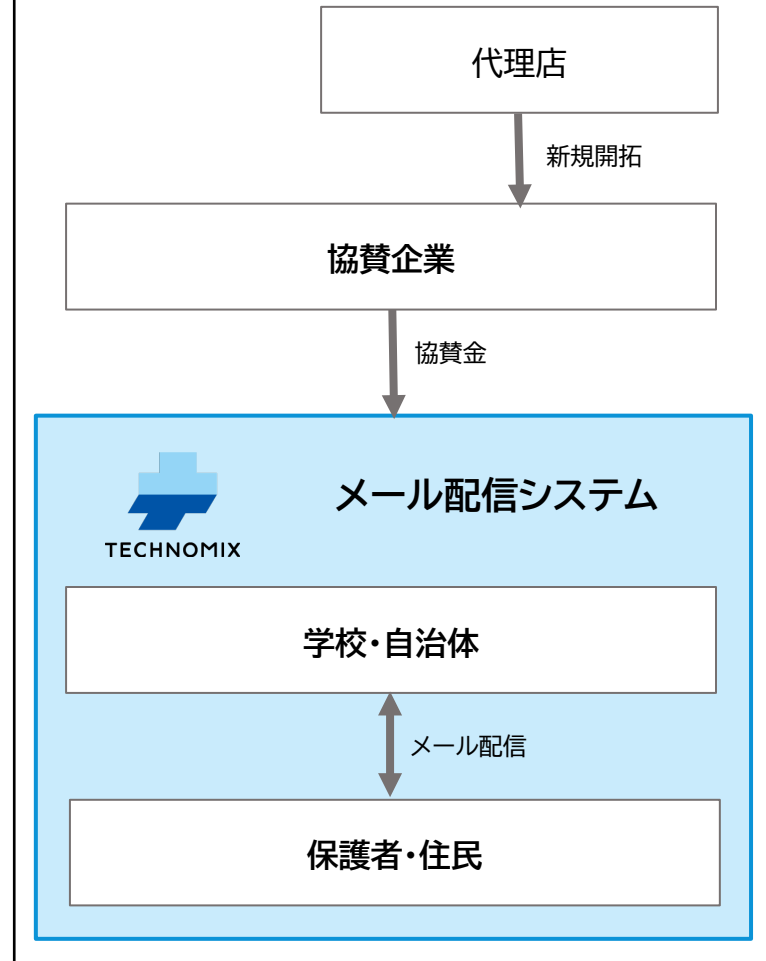 代理店
新規開拓
協賛企業
協賛金
メール配信システム
TECHNOMIX
学校・自治体
メール配信
保護者・住民